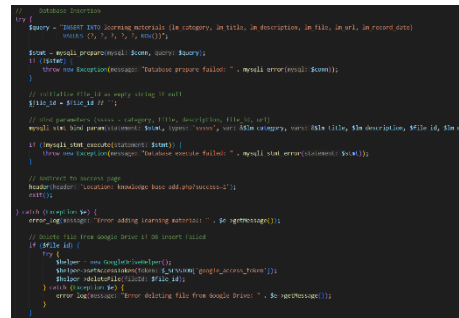 // Database Insertion
try {
$query = "INSERT INTO learning_materials (lm_category, lm_title, lm_description, lm_file, lm_url, lm_record_date)
VALUES (?, ?, ?, ?, ?, NOW())";
$stmt = mysqli_prepare(mysql: $conn, query: $query);
if (!$stmt) {
throw new Exception(message: "Database prepare failed: " . mysqli_error(mysql: $conn));
}
// Initialize file_id as empty string if null
$file_id = $file_id ?? '';
// Bind parameters (sssss - category, title, description, file_id, url)
mysqli_stmt_bind_param(statement: $stmt, types: 'sssss', var: &$lm_category, vars: &$lm_title, $lm_description, $file_id, $lm
if (!mysqli_stmt_execute(statement: $stmt)) {
throw new Exception(message: "Database execute failed: " . mysqli_stmt_error(statement: $stmt));
}
// Redirect to success page
header(header: 'Location: knowledge_base_add.php?success=1');
exit();
} catch (Exception $e) {
error_log(message: "Error adding learning material: " . $e->getMessage());
// Delete file from Google Drive if DB insert failed
if ($file_id) {
try {
$helper = new GoogleDriveHelper();
$helper->setAccessToken(token: $_SESSION['google_access_token']);
$helper->deleteFile(fileId: $file_id);
} catch (Exception $e) {
error_log(message: "Error deleting file from Google Drive: " . $e->getMessage());
}
}